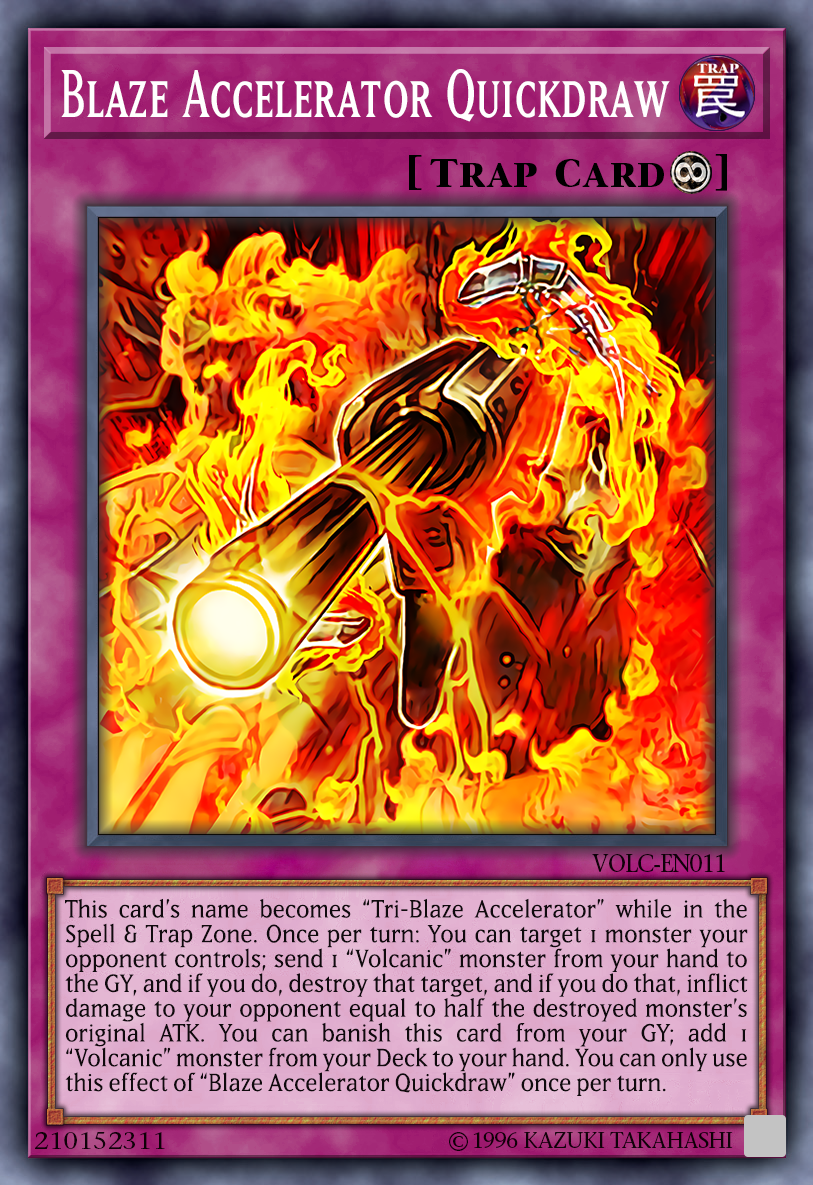 Blaze Accelerator Quickdraw
TRAP
罠
[Trap Card]
VOLC-EN011
This card's name becomes “Tri-Blaze Accelerator” while in the
Spell & Trap Zone. Once per turn: You can target 1 monster your
opponent controls; send 1 “Volcanic” monster from your hand to
the GY, and if you do, destroy that target, and if you do that, inflict
damage to your opponent equal to half the destroyed monster's
original ATK. You can banish this card from your GY; add 1
“Volcanic” monster from your Deck to your hand. You can only use
this effect of “Blaze Accelerator Quickdraw” once per turn.
210152311
© 1996 KAZUKI TAKAHASHI